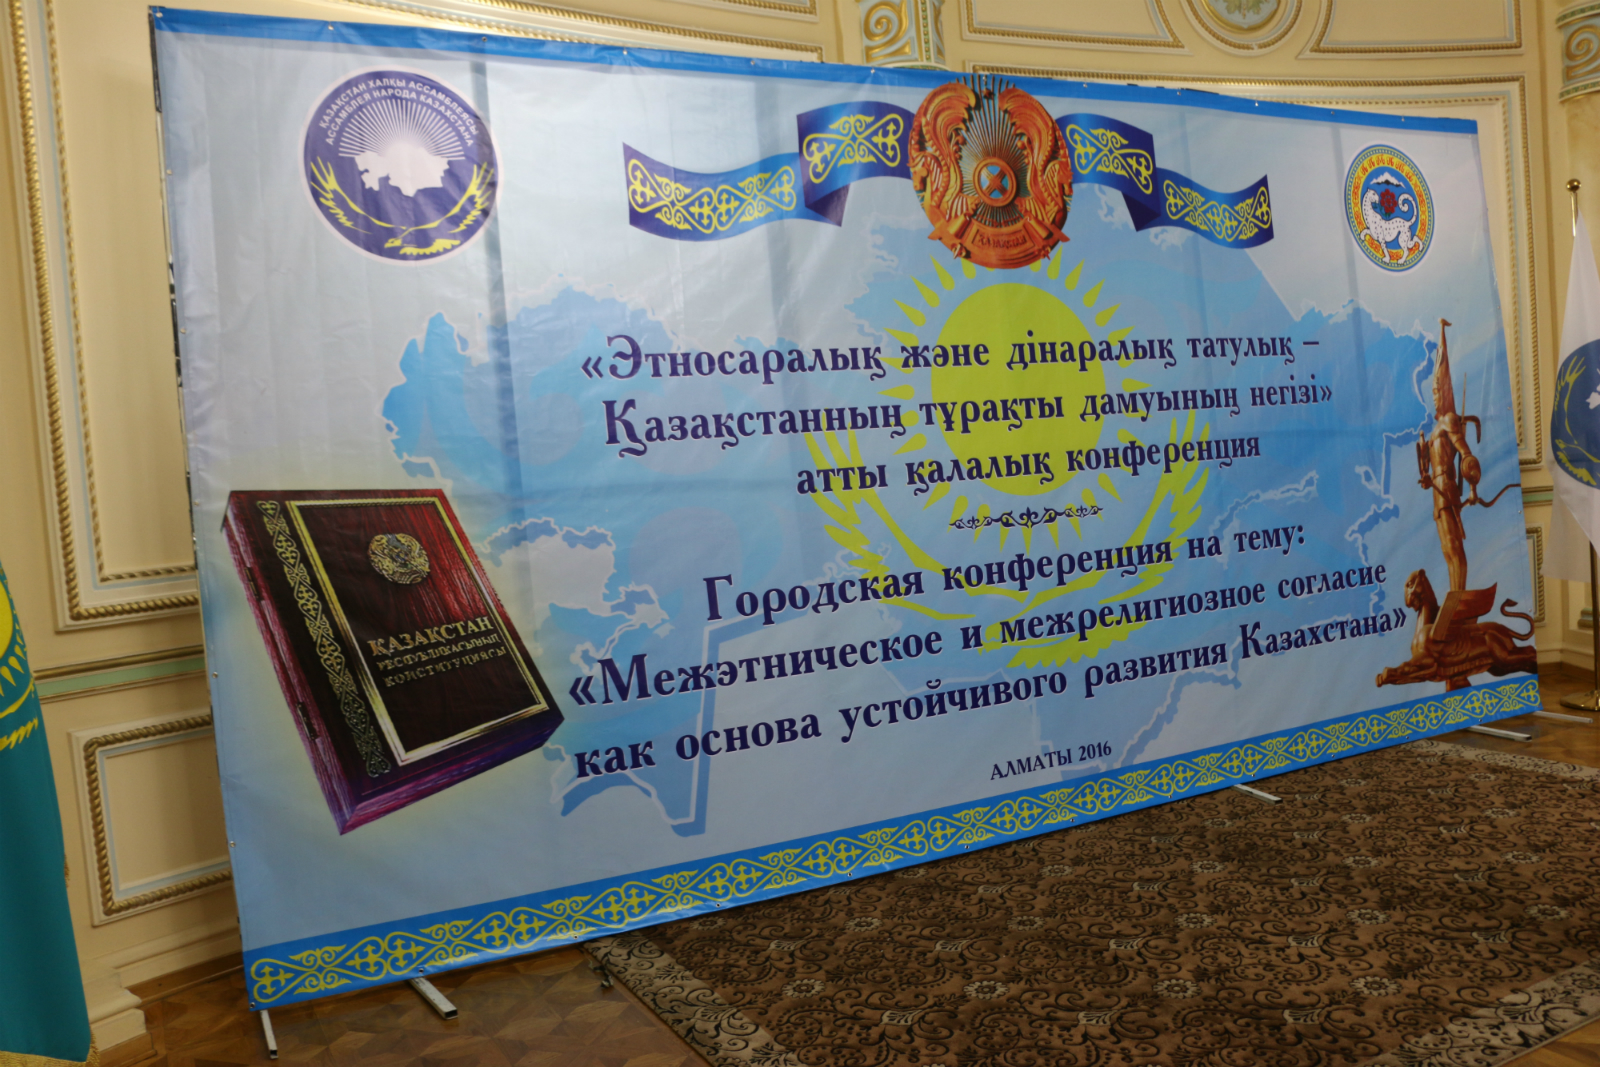 ҚАЗАҚСТАН ХАЛҚЫ АССАМБЛЕЯСЫ
АССАМБЛЕЯ НАРОДА КАЗАХСТАНА
ҚАЗАҚСТАН
«Этносаралық және дінаралық татулық –
Қазақстанның тұрақты дамуының негізі»
атты қалалық конференция
Городская конференция на тему:
«Межэтническое и межрелигиозное согласие
как основа устойчивого развития Казахстана»
АЛМАТЫ 2016
ҚАЗАҚСТАН
РЕСПУБЛИКАСЫНЫҢ
КОНСТИТУЦИЯСЫ